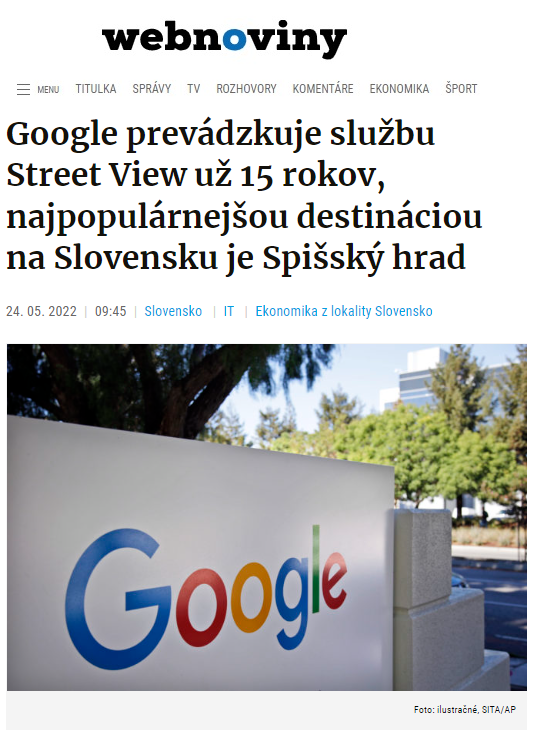 webnoviny
MENU TITULKA SPRÁVY TV ROZHOVORY KOMENTÁRE EKONOMIKA ŠPORT
Google prevádzkuje službu
Street View už 15 rokov,
najpopulárnejšou destináciou
na Slovensku je Spišský hrad
24. 05. 2022 | 09:45 | Slovensko | IT | Ekonomika z lokality Slovensko
Google
Foto: ilustračné, SITA/AP